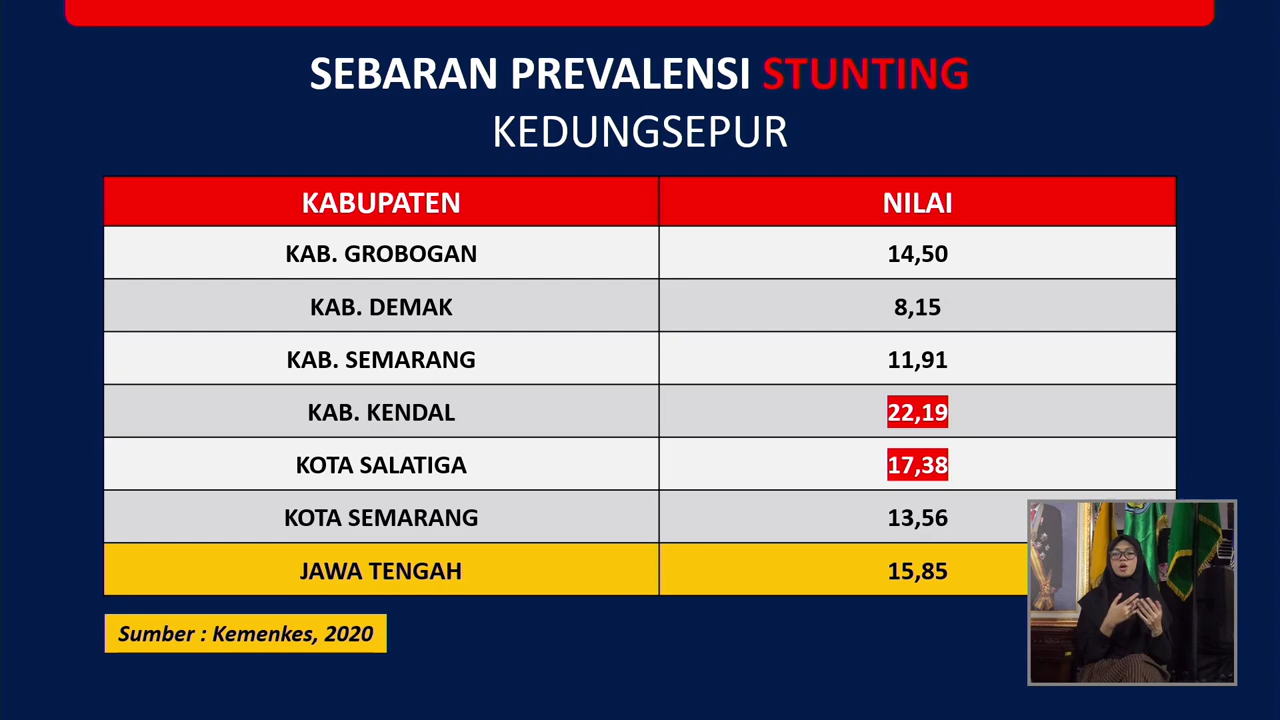 SEBARAN PREVALENSI STUNTING
KEDUNGSEPUR
KABUPATEN NILAI
KAB. GROBOGAN 14,50
KAB. DEMAK 8,15
KAB. SEMARANG 11,91
KAB. KENDAL 22,19
KOTA SALATIGA 17,38
KOTA SEMARANG 13,56
JAWA TENGAH 15,85
Sumber : Kemenkes, 2020